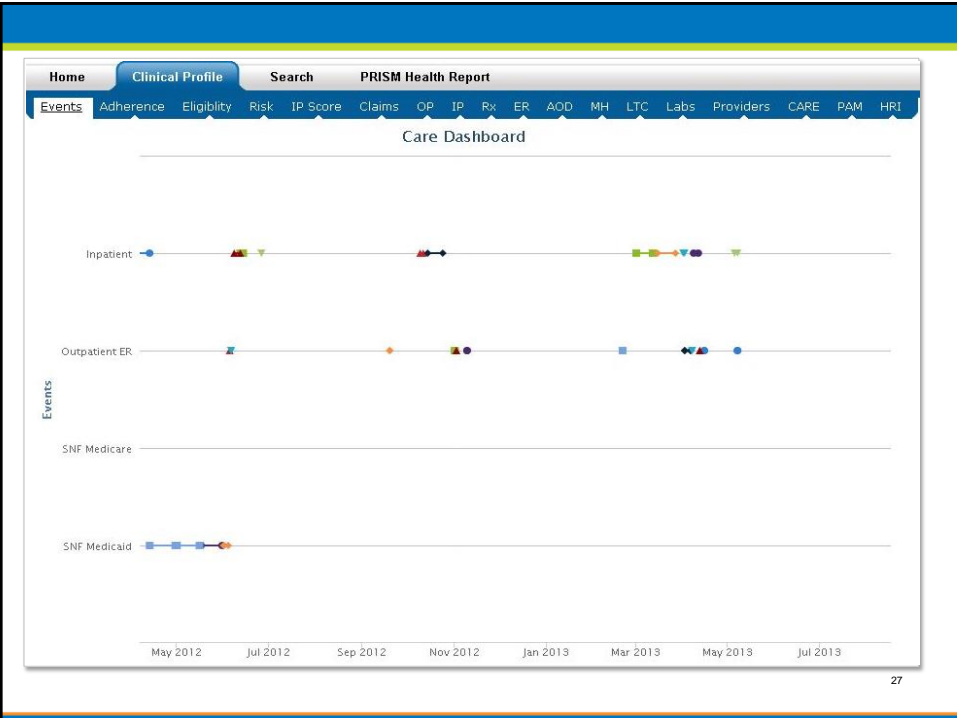 Home Clinical Profile Search PRISM Health Report
Events Adherence Eligiblity Risk IP Score Claims OP IP Rx ER AOD MH LTC Labs Providers CARE PAM HRI
Care Dashboard
Inpatient
Outpatient ER
Events
SNF Medicare
SNF Medicaid
May 2012 Jul 2012 Sep 2012 Nov 2012 Jan 2013 Mar 2013 May 2013 Jul 2013
27